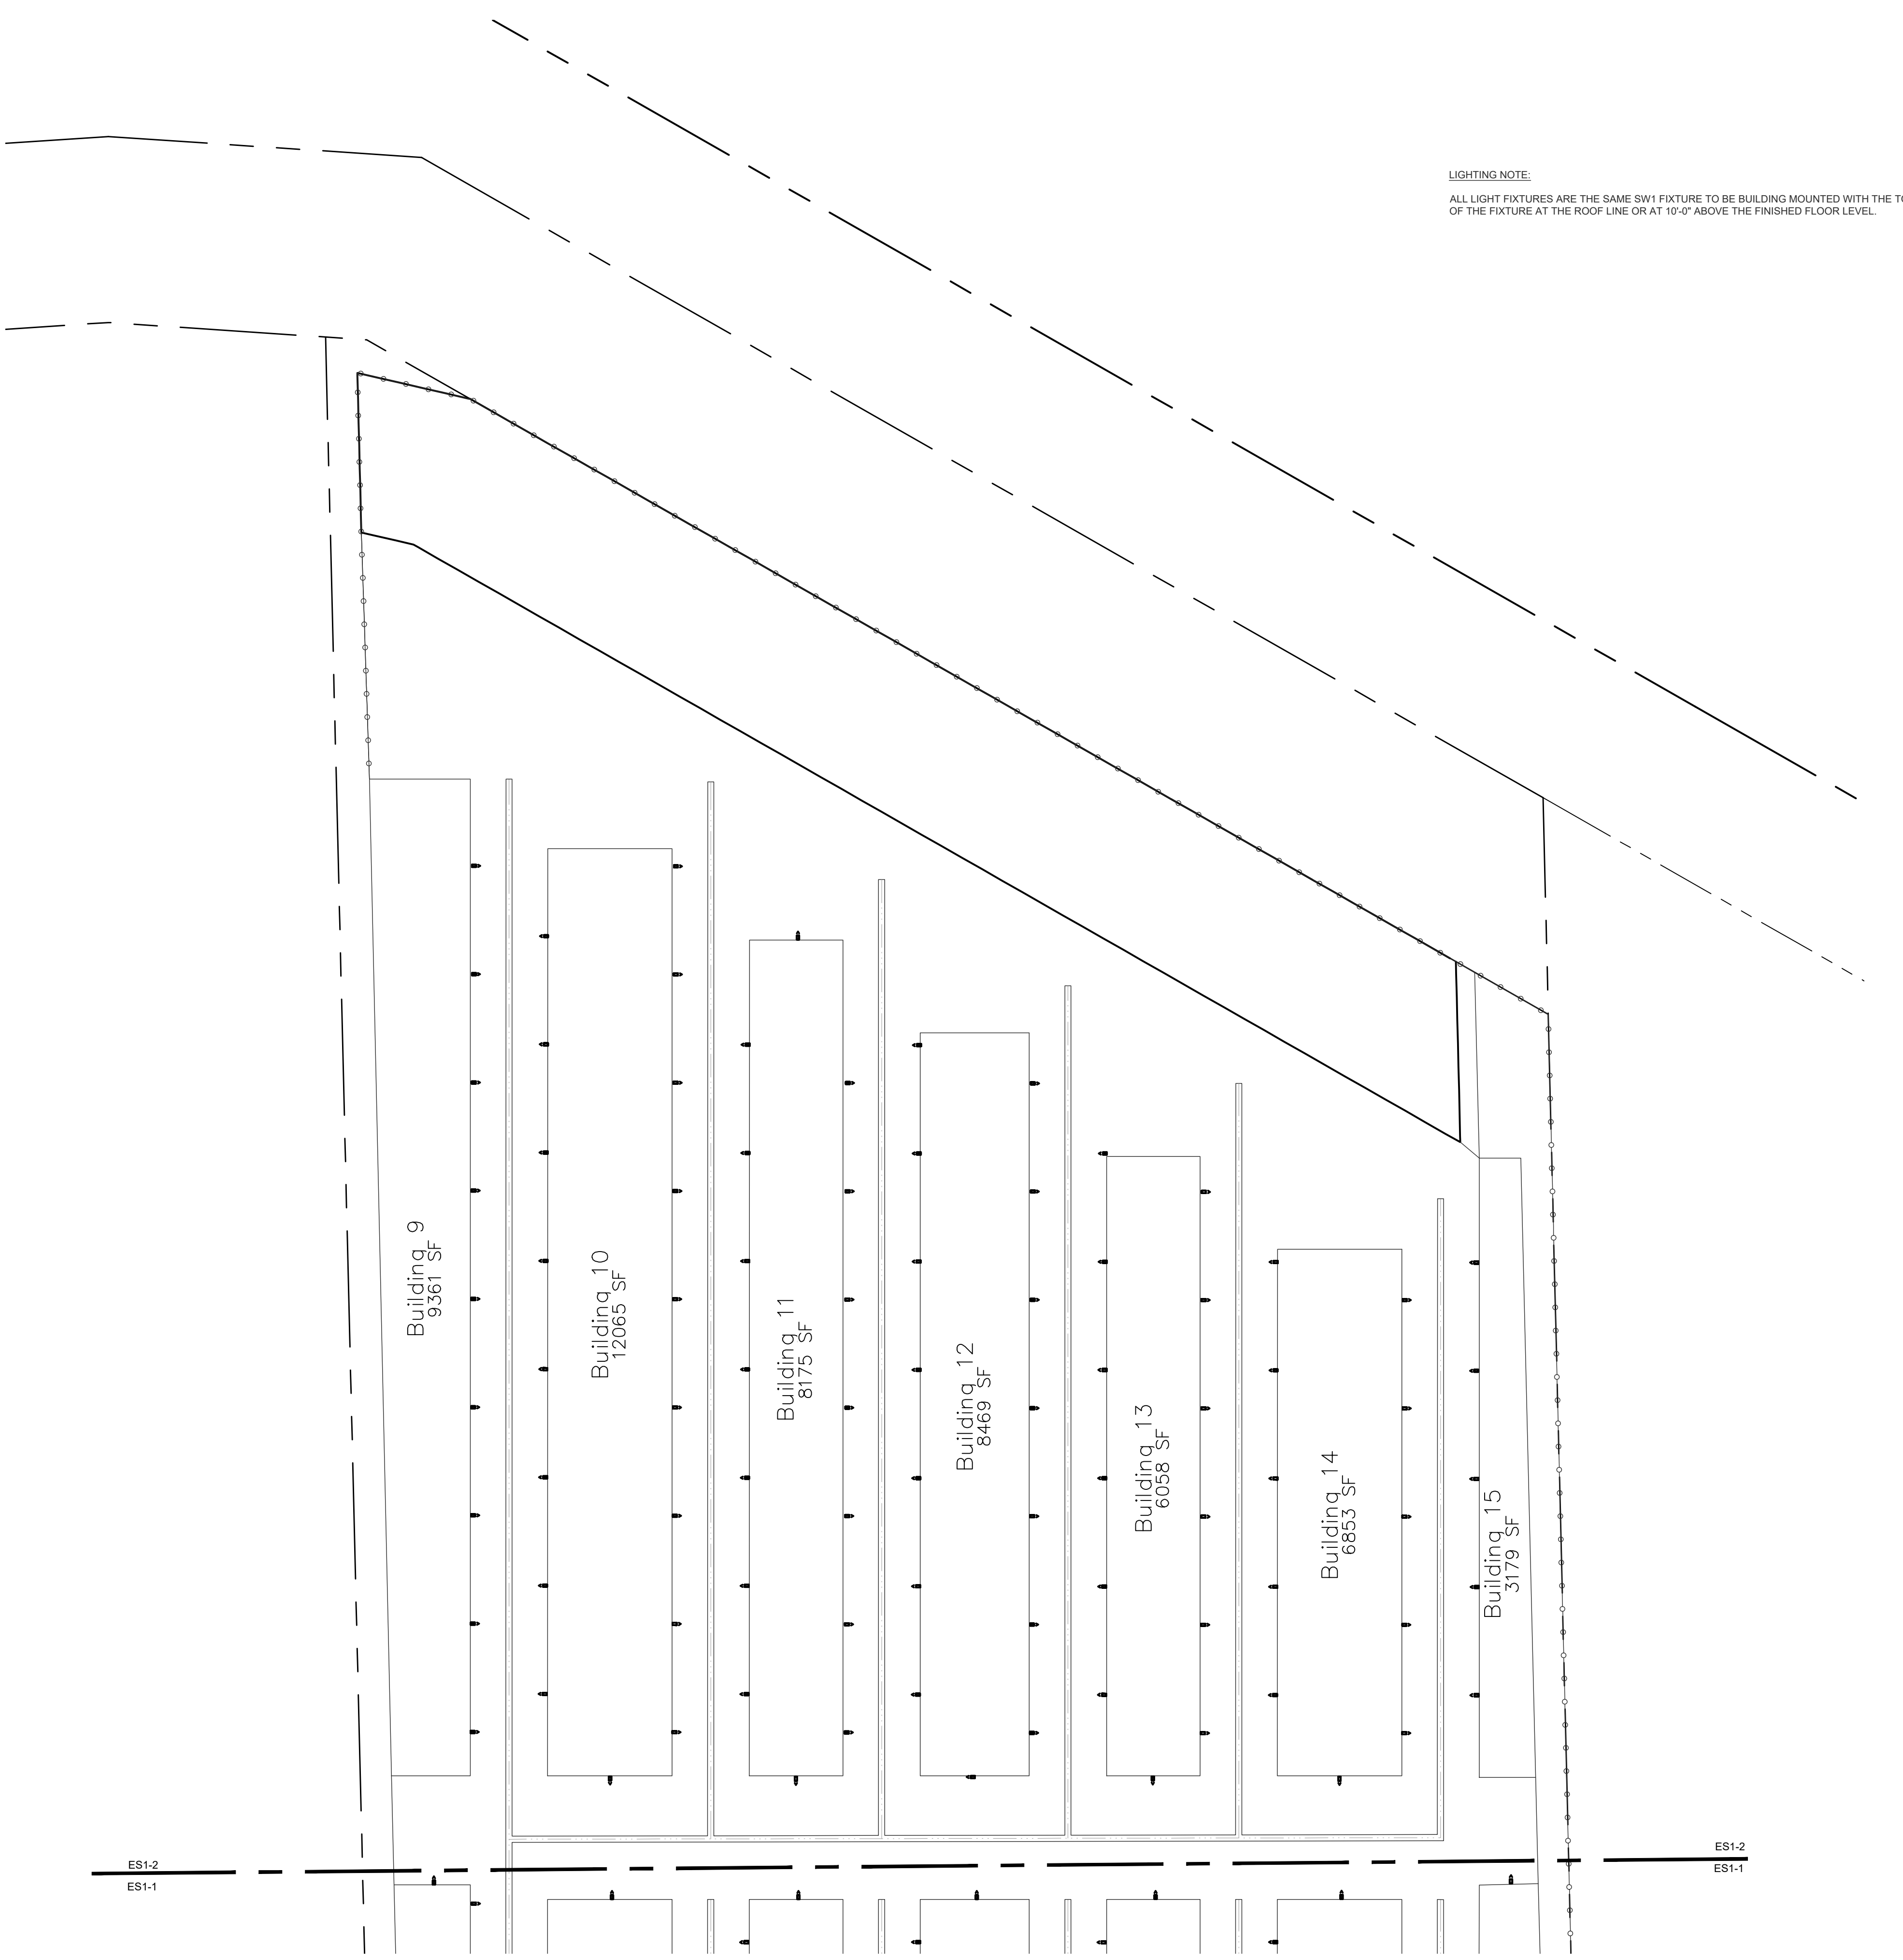 LIGHTING NOTE:
ALL LIGHT FIXTURES ARE THE SAME SW1 FIXTURE TO BE BUILDING MOUNTED WITH THE
OF THE FIXTURE AT THE ROOF LINE OR AT 10'-0" ABOVE THE FINISHED FLOOR LEVEL.
Building 9
9361 SF
Building 10
12065 SF
Building 11
8175 SF
Building 12
8469 SF
Building 13
6058 SF
Building 14
6853 SF
Building 15
3179 SF
ES1-2
ES1-1
ES1-2
ES1-1